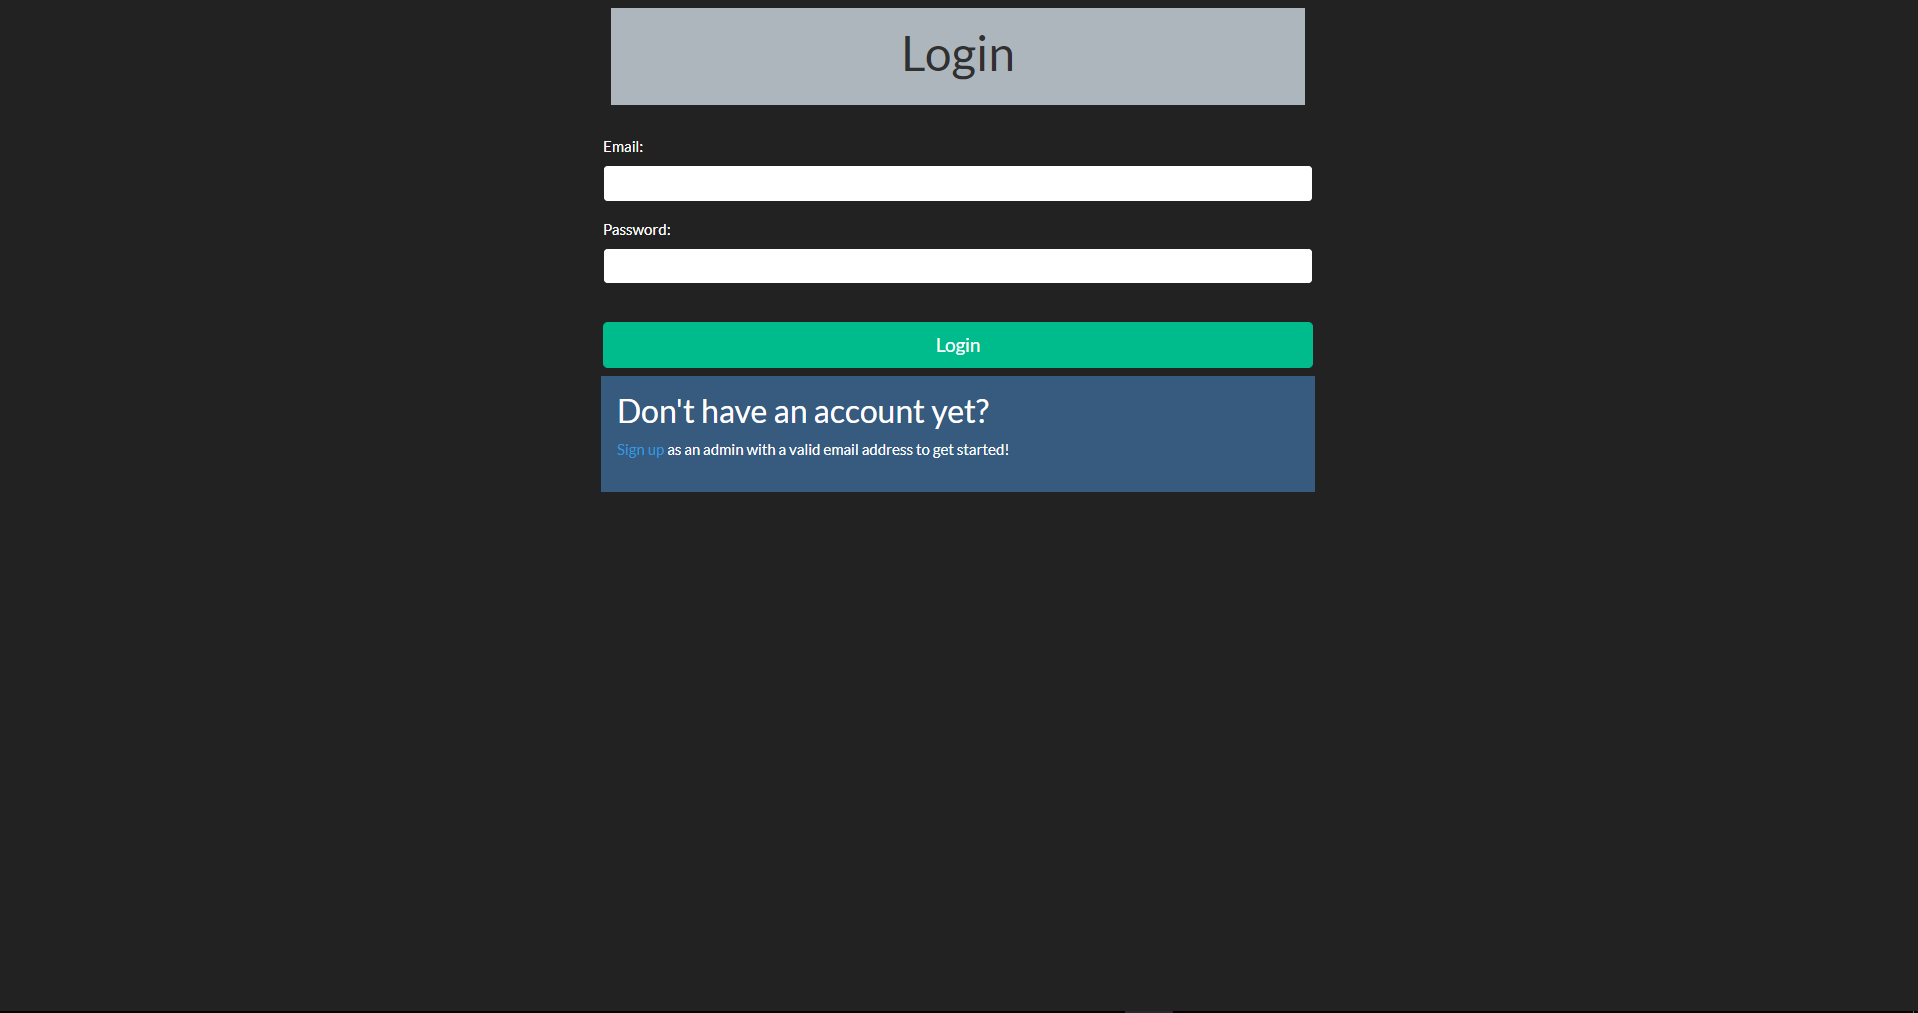 Login
Email:
Password:
Login
Don't have an account yet?
Sign up as an admin with a valid email address to get started!